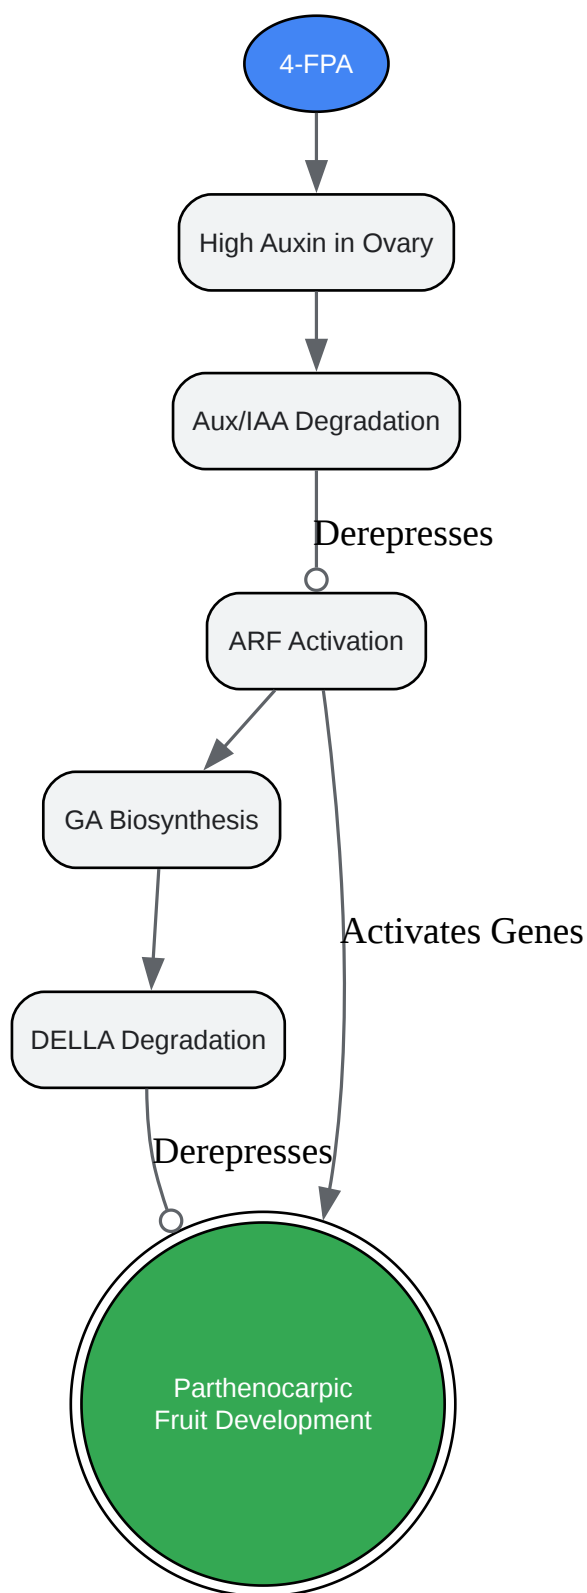 4-FPA
High Auxin in Ovary
Aux/IAA Degradation
Derepresses
ARF Activation
GA Biosynthesis
Activates Genes
DELLA Degradation
Derepresses
Parthenocarpic
Fruit Development